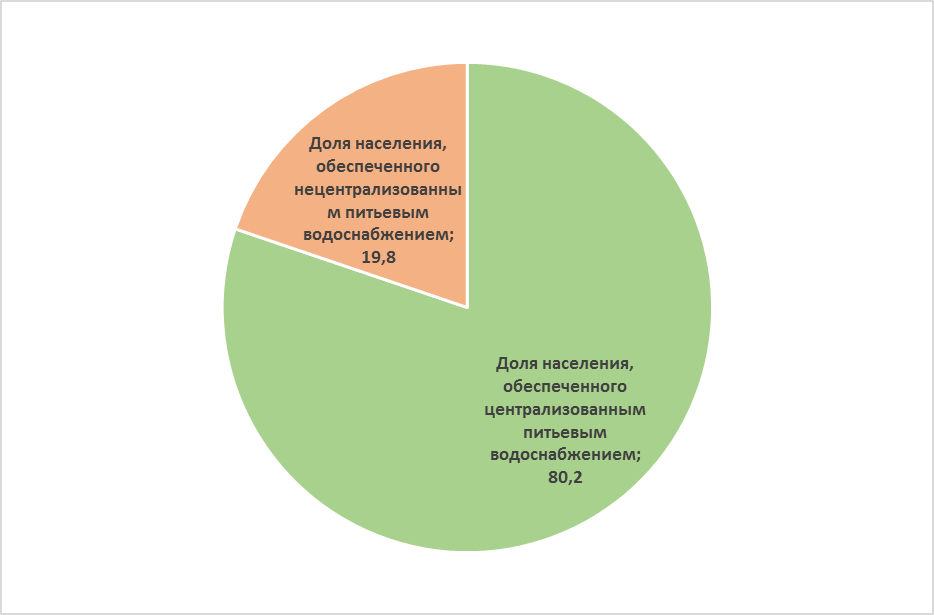 Доля населения,
обеспеченного
нецентрализованны
м питьевым
водоснабжением;
19,8
Доля населения,
обеспеченного
централизованным
питьевым
водоснабжением;
80,2